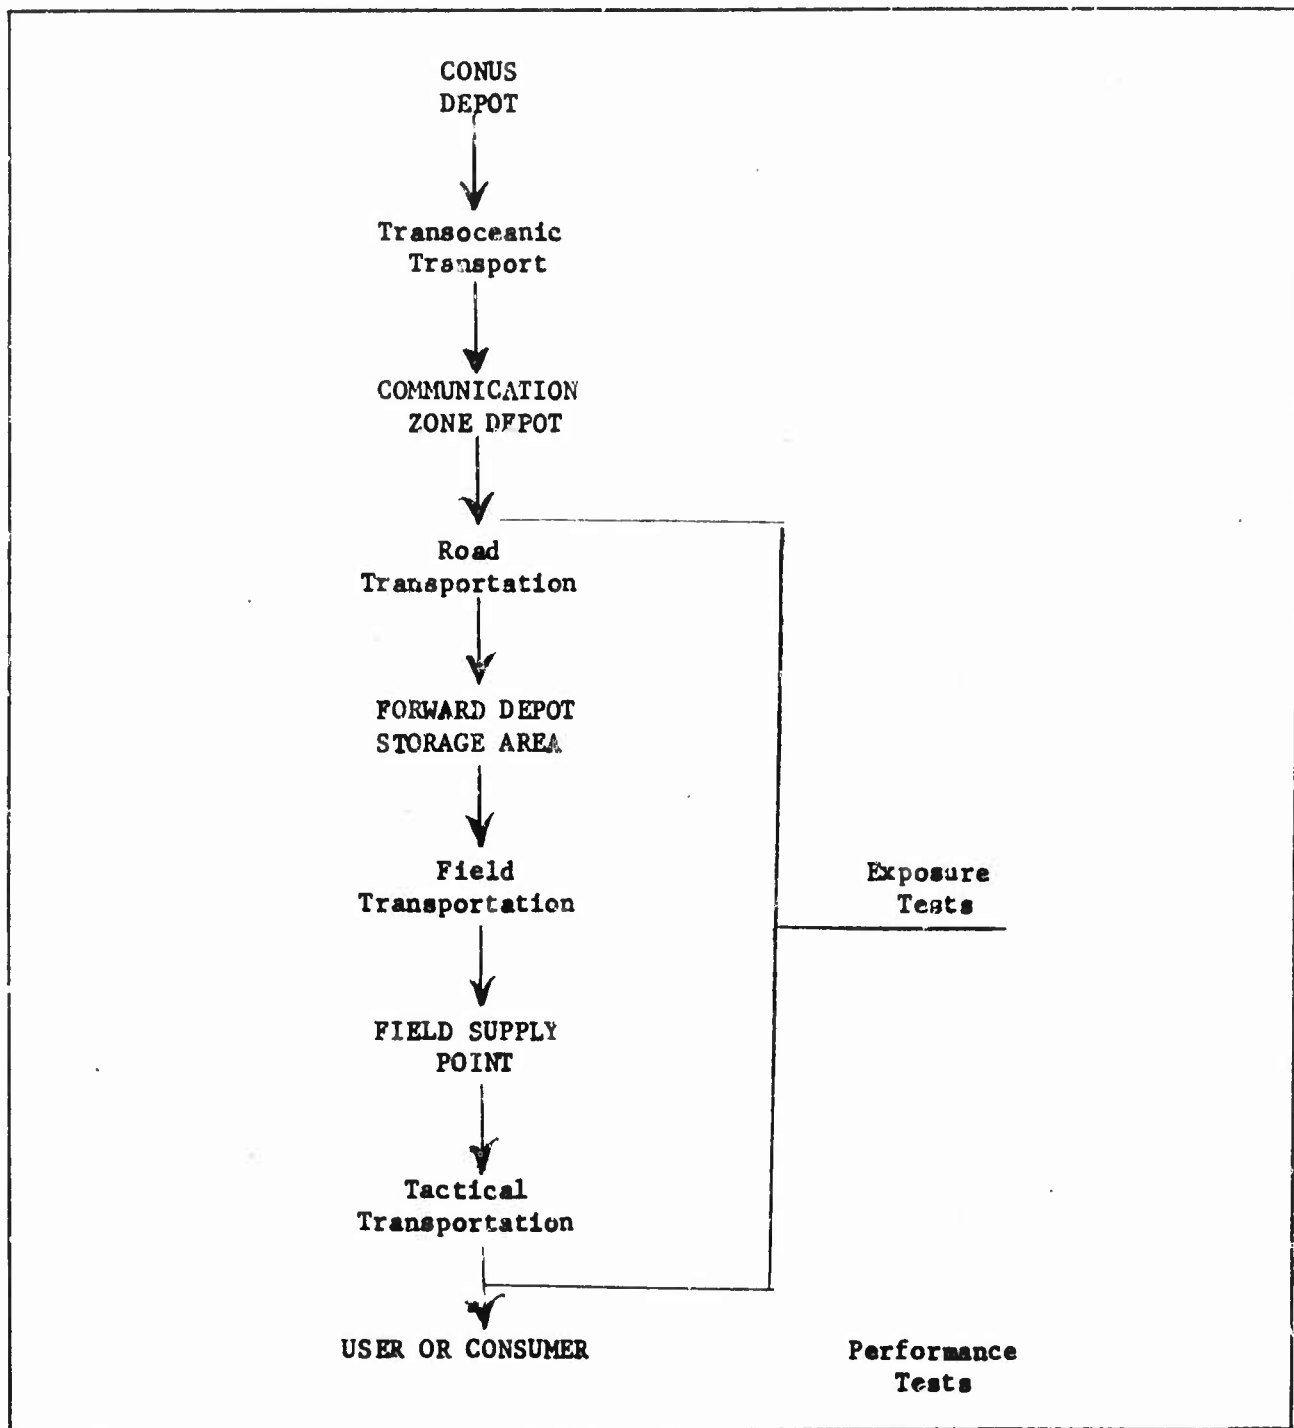 CONUS
DEPOT
Transoceanic
Transport
COMMUNICATION
ZONE DEPOT
Road
Transportation
FORWARD DEPOT
STORAGE AREA
Field
Transportation
Exposure
Tests
FIELD SUPPLY
POINT
Tactical
Transportation
USER OR CONSUMER
Performance
Tests